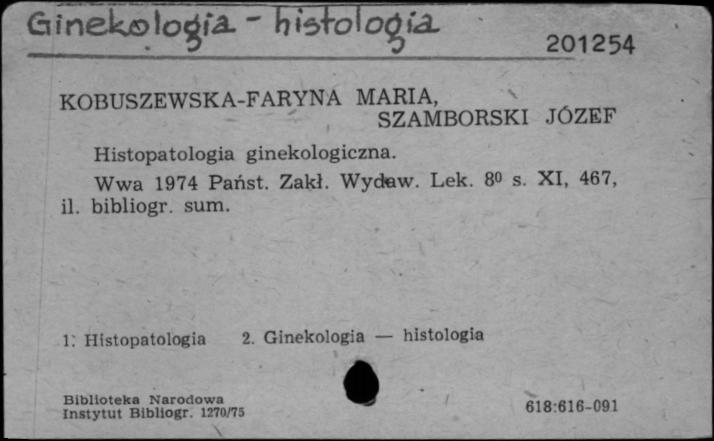 Ginekologia - histologia
201254
KOBUSZEWSKA-FARYNA MARIA,
SZAMBORSKI JÓZEF
Histopatologia ginekologiczna.
Wwa 1974 Państ. Zakł. Wydaw. Lek. 8⁰ s. XI, 467,
il. bibliogr. sum.
1. Histopatologia 2. Ginekologia — histologia
Biblioteka Narodowa
Instytut Bibliogr. 1270/75
618:616-091